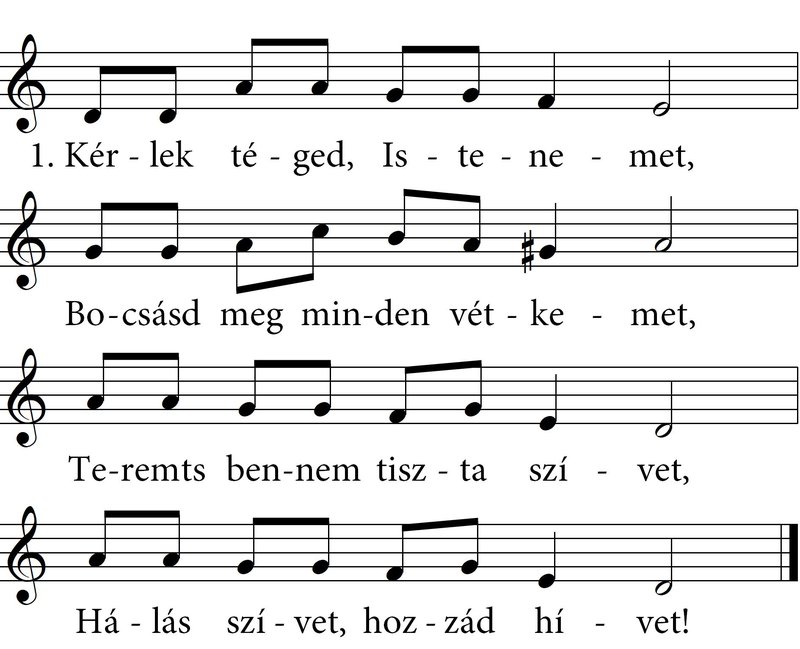 1. Kér - lek té - ged, Is - te - ne - met,
Bo-csásd meg min-den vét - ke - met,
Te-remts ben-nem tisz - ta szí - vet,
Há - lás szí - vet, hoz - zád hí - vet!